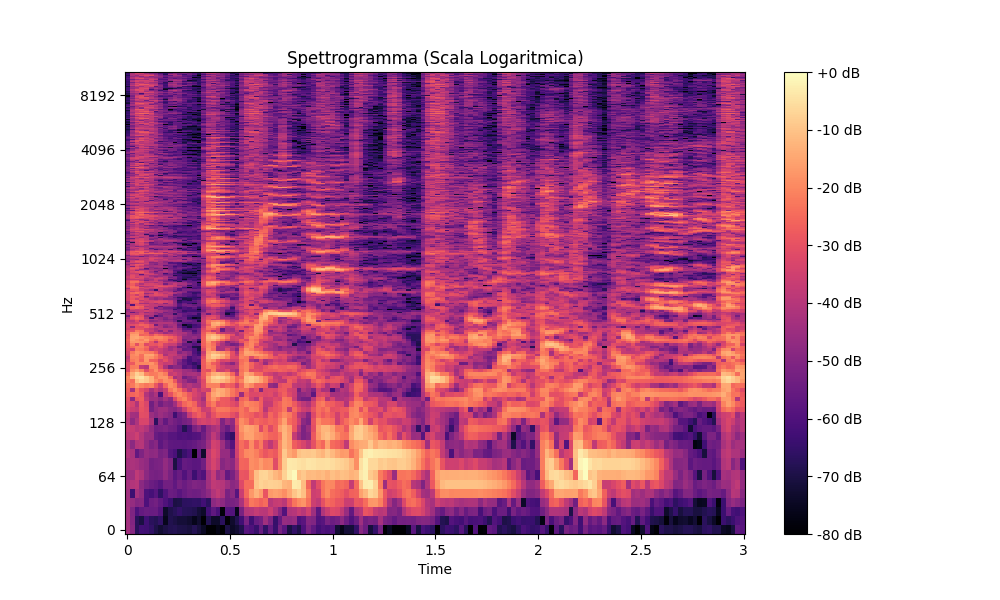 Spettrogramma (Scala Logaritmica)
8192
4096
2048
1024
512
256
128
64
0
Hz
0
0.5
1
1.5
2
2.5
3
Time
+0 dB
-10 dB
-20 dB
-30 dB
-40 dB
-50 dB
-60 dB
-70 dB
-80 dB